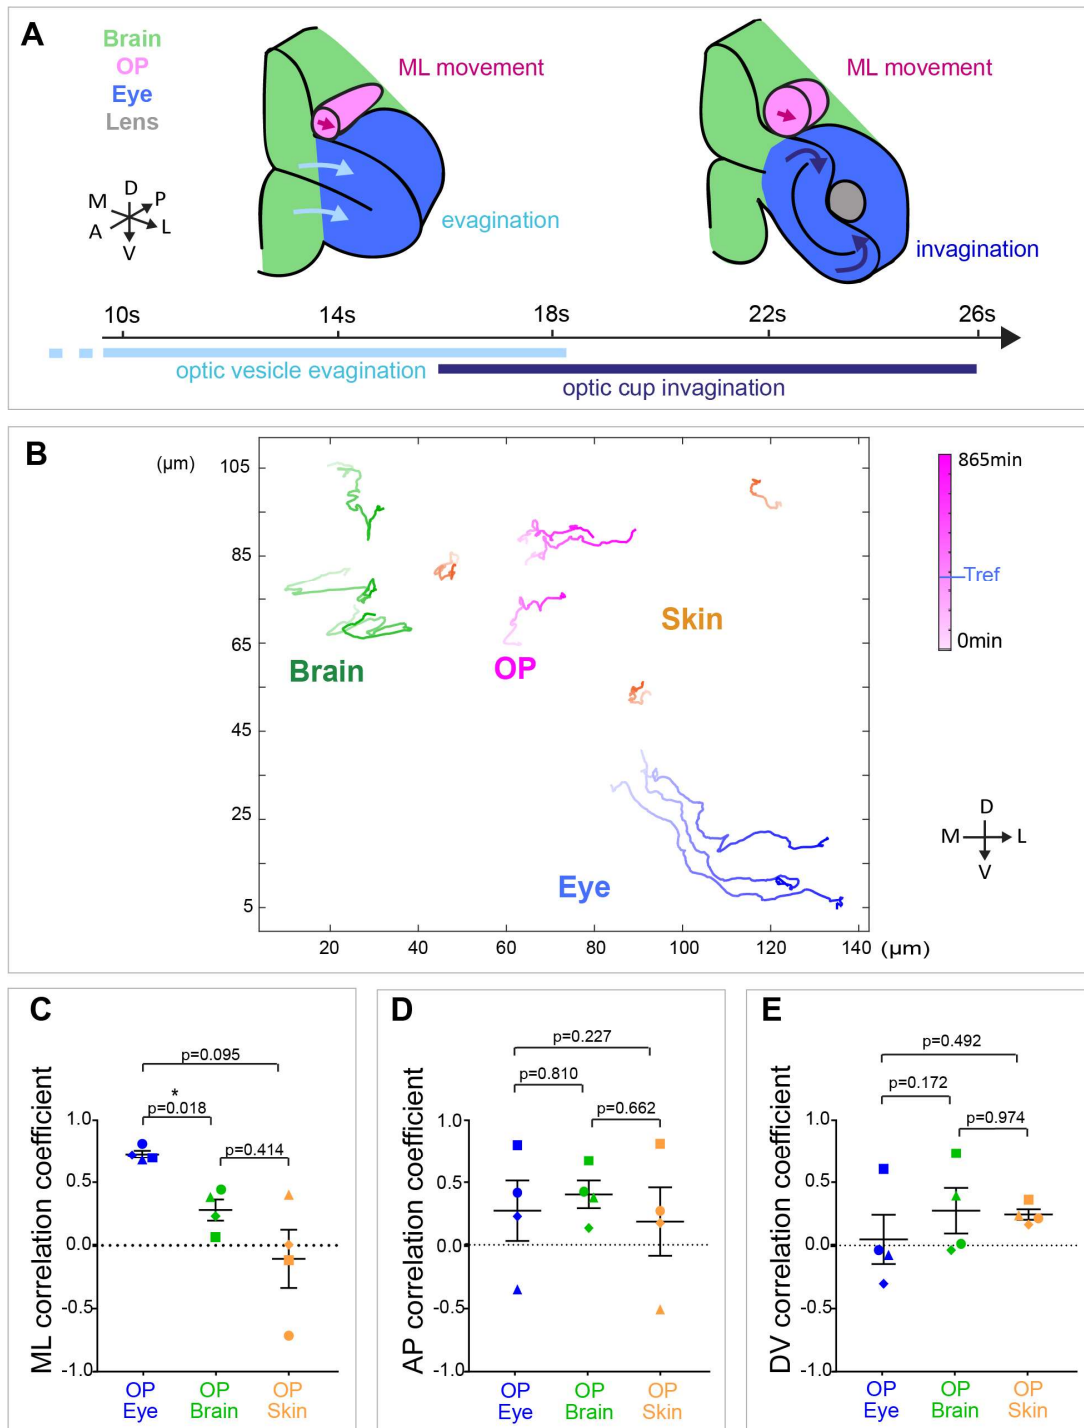 A
Brain
OP
Eye
Lens
ML movement
ML movement
evagination
invagination
D
M
P
A
L
V
10s
14s
18s
22s
26s
optic vesicle evagination
optic cup invagination
B
(µm)
105
85
65
45
25
5
20
40
60
80
100
120
140
(µm)
Brain
OP
Skin
Eye
865min
Tref
0min
D
M
L
V
C
p=0.095
*
p=0.018
p=0.414
ML correlation coefficient
1.0
0.5
0.0
-0.5
-1.0
OP
Eye
OP
Brain
OP
Skin
D
p=0.227
p=0.810
p=0.662
AP correlation coefficient
1.0
0.5
0.0
-0.5
-1.0
OP
Eye
OP
Brain
OP
Skin
E
p=0.492
p=0.172
p=0.974
DV correlation coefficient
1.0
0.5
0.0
-0.5
-1.0
OP
Eye
OP
Brain
OP
Skin